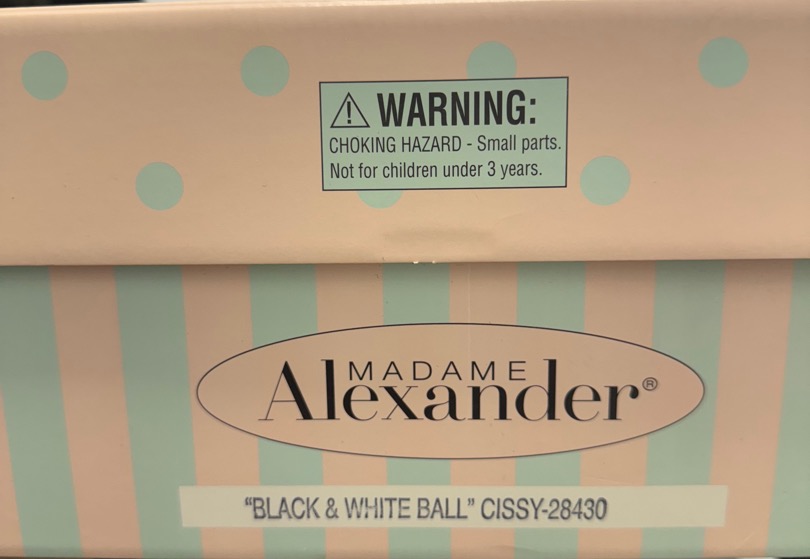 ⚠ WARNING:
CHOKING HAZARD - Small parts.
Not for children under 3 years.
MADAME
Alexander®
"BLACK & WHITE BALL" CISSY-28430